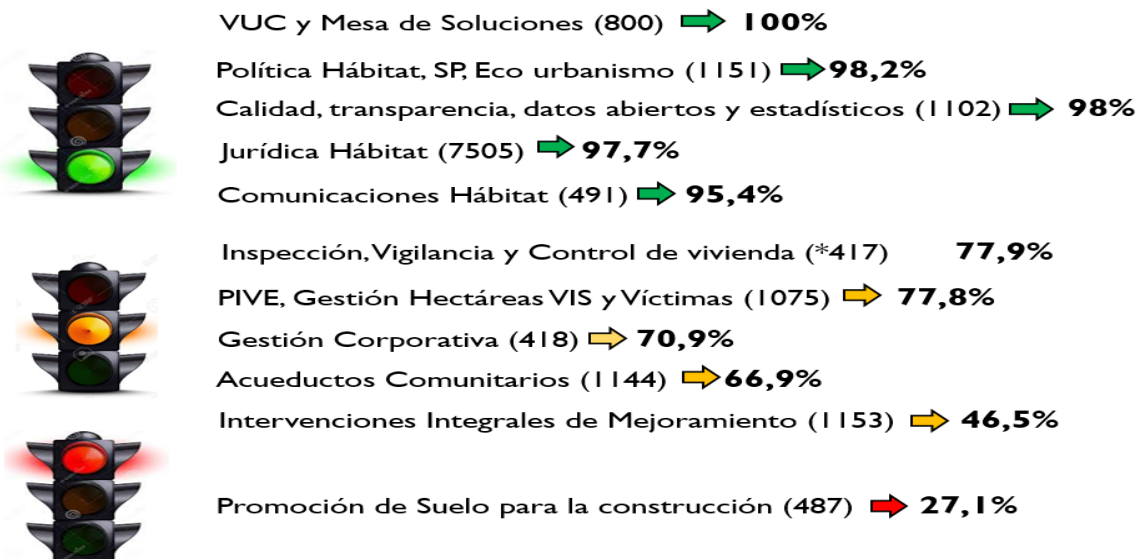 VUC y Mesa de Soluciones (800) 100%
Política Hábitat, SP, Eco urbanismo (1151) 98,2%
Calidad, transparencia, datos abiertos y estadísticos (1102) 98%
Jurídica Hábitat (7505) 97,7%
Comunicaciones Hábitat (491) 95,4%
Inspección, Vigilancia y Control de vivienda (*417) 77,9%
PIVE, Gestión Hectáreas VIS y Víctimas (1075) 77,8%
Gestión Corporativa (418) 70,9%
Acueductos Comunitarios (1144) 66,9%
Intervenciones Integrales de Mejoramiento (1153) 46,5%
Promoción de Suelo para la construcción (487) 27,1%